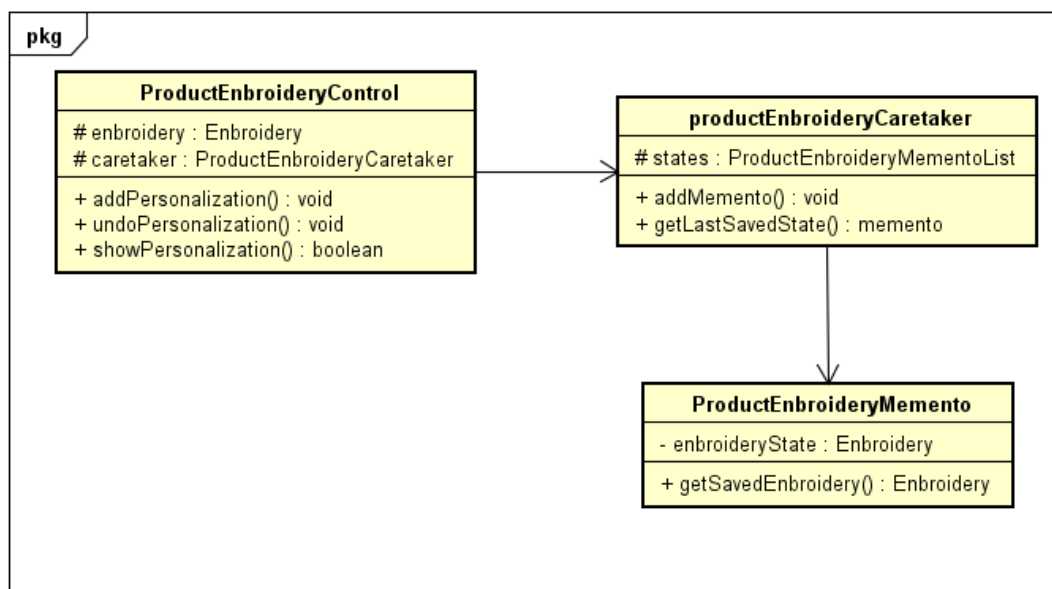 pkg
ProductEnbroideryControl
# enbroidery : Enbroidery
# caretaker : ProductEnbroideryCaretaker
+ addPersonalization() : void
+ undoPersonalization() : void
+ showPersonalization() : boolean
productEnbroideryCaretaker
# states : ProductEnbroideryMementoList
+ addMemento() : void
+ getLastSavedState() : memento
ProductEnbroideryMemento
- enbroideryState : Enbroidery
+ getSavedEnbroidery() : Enbroidery